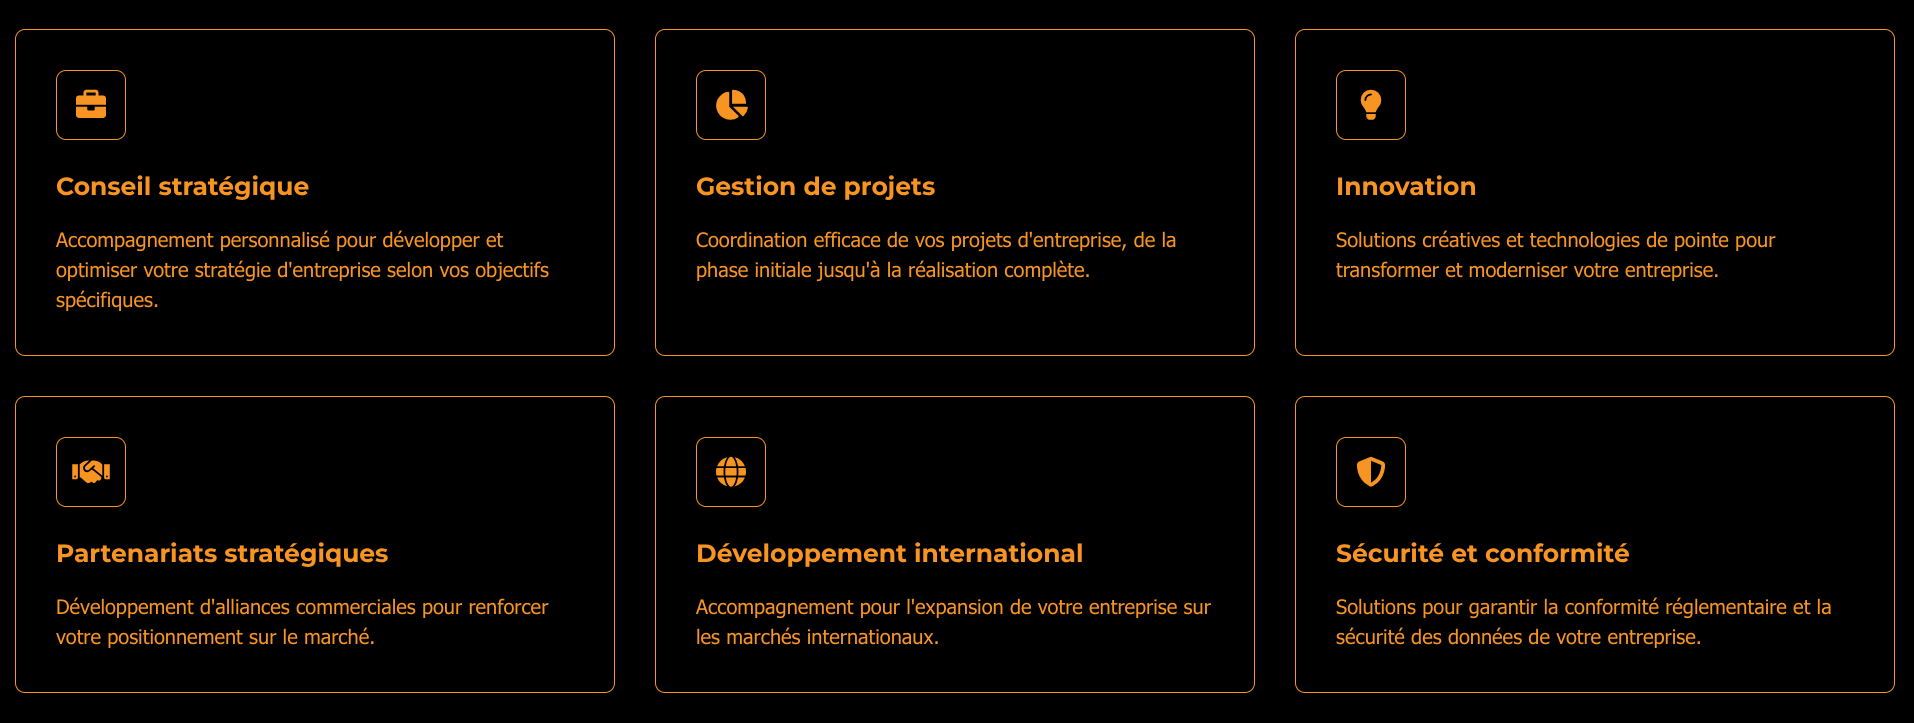 Conseil stratégique
Accompagnement personnalisé pour développer et
optimiser votre stratégie d'entreprise selon vos objectifs
spécifiques.
Gestion de projets
Coordination efficace de vos projets d'entreprise, de la
phase initiale jusqu'à la réalisation complète.
Innovation
Solutions créatives et technologies de pointe pour
transformer et moderniser votre entreprise.
Partenariats stratégiques
Développement d'alliances commerciales pour renforcer
votre positionnement sur le marché.
Développement international
Accompagnement pour l'expansion de votre entreprise sur
les marchés internationaux.
Sécurité et conformité
Solutions pour garantir la conformité réglementaire et la
sécurité des données de votre entreprise.